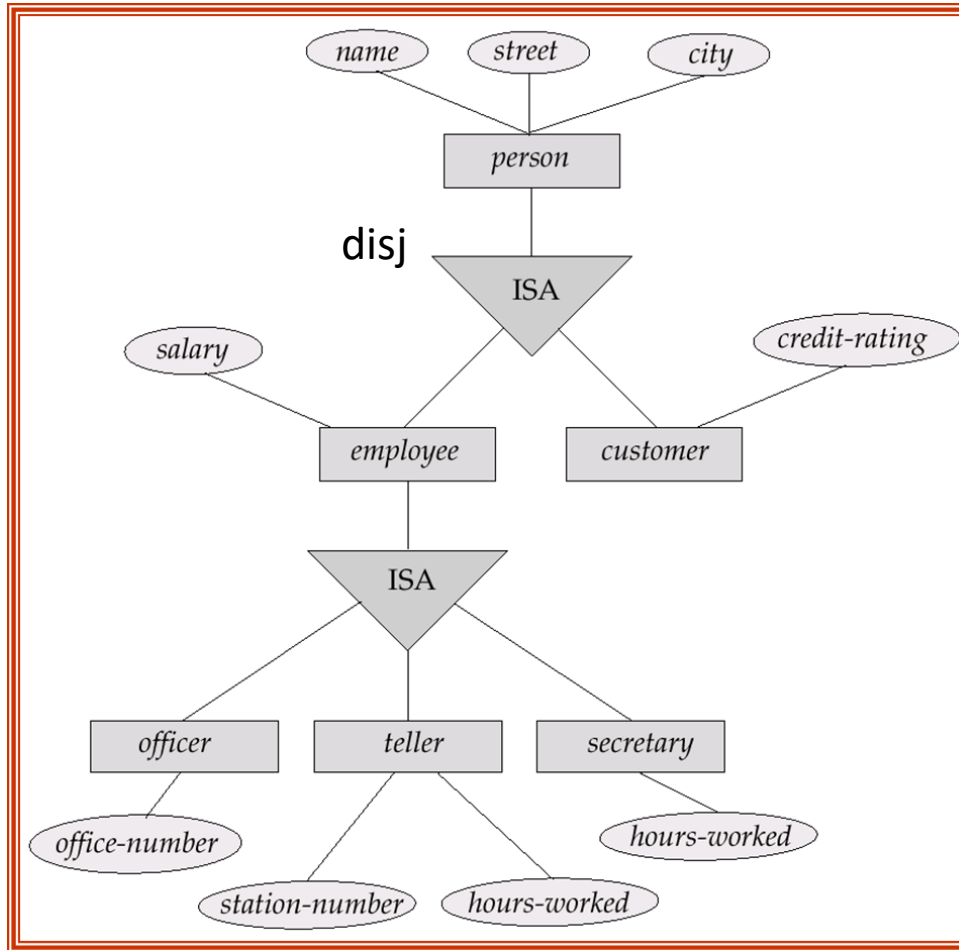 name street city
person
disj
ISA
salary credit-rating
employee customer
ISA
officer teller secretary
office-number hours-worked
station-number hours-worked